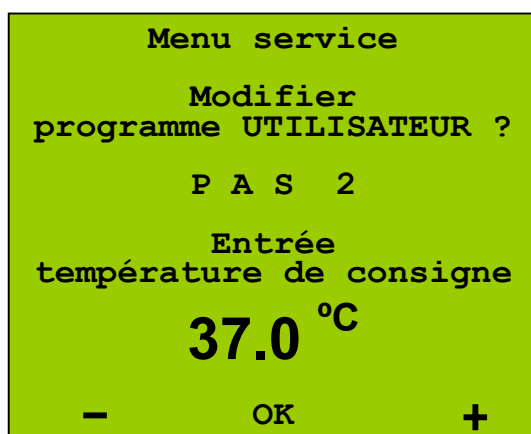 Menu service
Modifier
programme UTILISATEUR ?
P A S 2
Entrée
température de consigne
37.0 ºC
– OK +